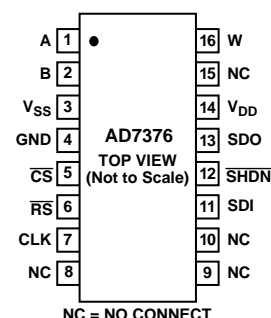 A 1 16 W
B 2 15 NC
VSS 3 14 VDD
GND 4 AD7376 13 SDO
TOP VIEW
CS 5 (Not to Scale) 12 SHDN
RS 6 11 SDI
CLK 7 10 NC
NC 8 9 NC
NC = NO CONNECT